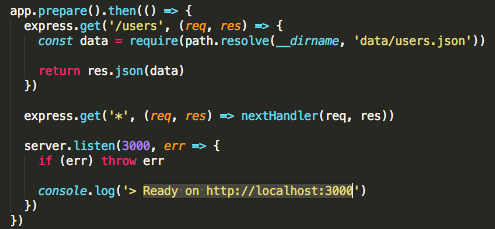 app.prepare().then(() => {
  express.get('/users', (req, res) => {
    const data = require(path.resolve(__dirname, 'data/users.json'))

    return res.json(data)
  })

  express.get('*', (req, res) => nextHandler(req, res))

  server.listen(3000, err => {
    if (err) throw err

    console.log('> Ready on http://localhost:3000')
  })
})